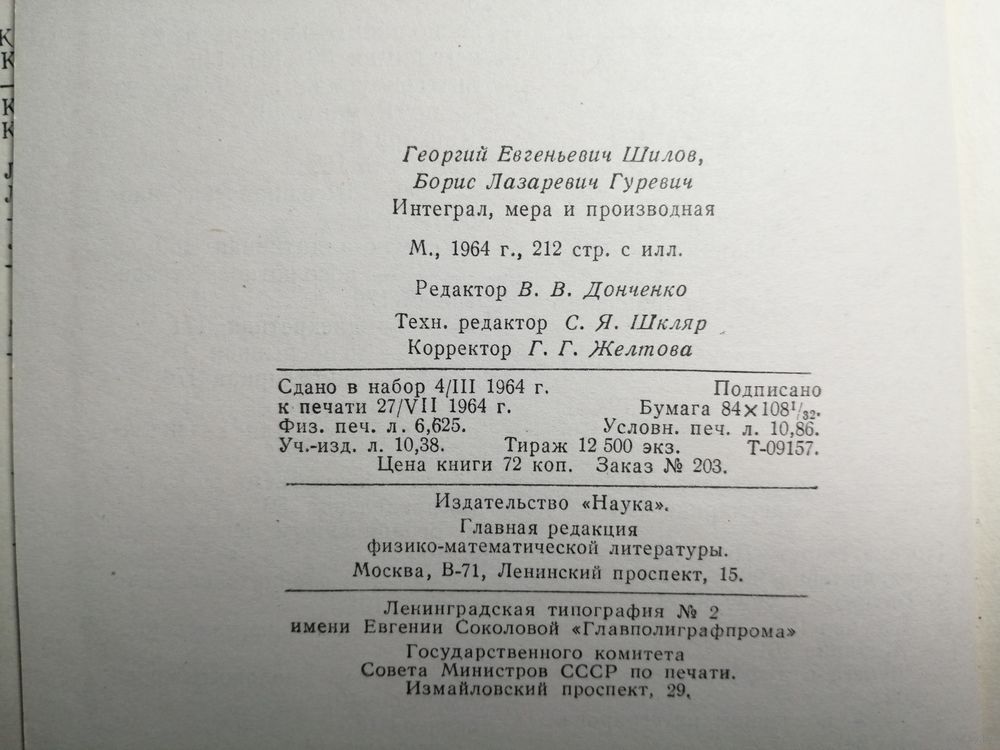 Георгий Евгеньевич Шилов,
Борис Лазаревич Гуревич
Интеграл, мера и производная
М., 1964 г., 212 стр. с илл.
Редактор В. В. Донченко
Техн. редактор С. Я. Шкляр
Корректор Г. Г. Желтова
Сдано в набор 4/III 1964 г. Подписано
к печати 27/VII 1964 г. Бумага 84×108¹/₃₂.
Физ. печ. л. 6,625. Условн. печ. л. 10,86.
Уч.-изд. л. 10,38. Тираж 12 500 экз. Т-09157.
Цена книги 72 коп. Заказ № 203.
Издательство «Наука».
Главная редакция
физико-математической литературы.
Москва, В-71, Ленинский проспект, 15.
Ленинградская типография № 2
имени Евгении Соколовой «Главполиграфпрома»
Государственного комитета
Совета Министров СССР по печати.
Измайловский проспект, 29.